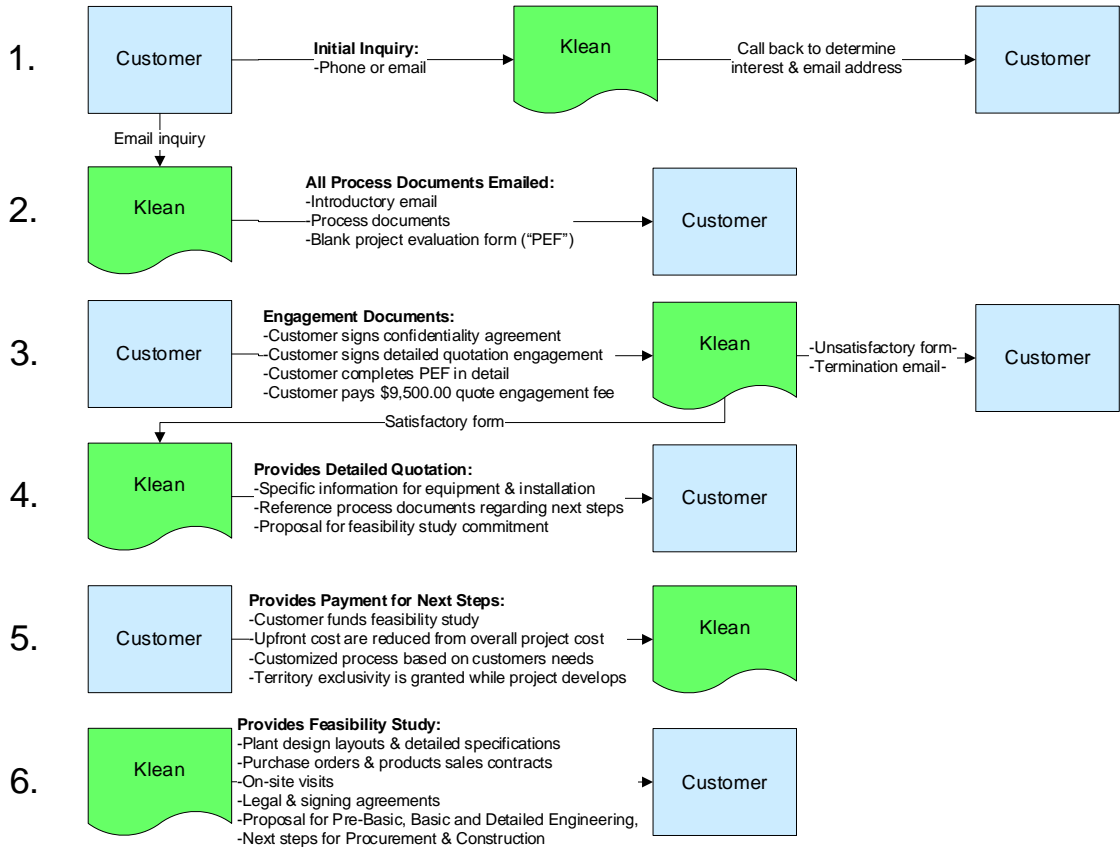 1.
Customer
Initial Inquiry:
-Phone or email
Klean
Call back to determine
interest & email address
Customer
Email inquiry
2.
Klean
All Process Documents Emailed:
-Introductory email
-Process documents
-Blank project evaluation form (“PEF”)
Customer
3.
Customer
Engagement Documents:
-Customer signs confidentiality agreement
-Customer signs detailed quotation engagement
-Customer completes PEF in detail
-Customer pays $9,500.00 quote engagement fee
Klean
-Unsatisfactory form-
-Termination email-
Customer
Satisfactory form
4.
Klean
Provides Detailed Quotation:
-Specific information for equipment & installation
-Reference process documents regarding next steps
-Proposal for feasibility study commitment
Customer
5.
Customer
Provides Payment for Next Steps:
-Customer funds feasibility study
-Upfront cost are reduced from overall project cost
-Customized process based on customers needs
-Territory exclusivity is granted while project develops
Klean
6.
Klean
Provides Feasibility Study:
-Plant design layouts & detailed specifications
-Purchase orders & products sales contracts
-On-site visits
-Legal & signing agreements
-Proposal for Pre-Basic, Basic and Detailed Engineering,
-Next steps for Procurement & Construction
Customer